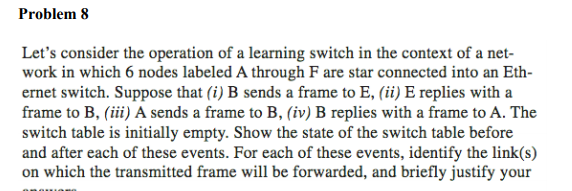 Problem 8
Let's consider the operation of a learning switch in the context of a net-
work in which 6 nodes labeled A through F are star connected into an Eth-
ernet switch. Suppose that (i) B sends a frame to E, (ii) E replies with a
frame to B, (iii) A sends a frame to B, (iv) B replies with a frame to A. The
switch table is initially empty. Show the state of the switch table before
and after each of these events. For each of these events, identify the link(s)
on which the transmitted frame will be forwarded, and briefly justify your